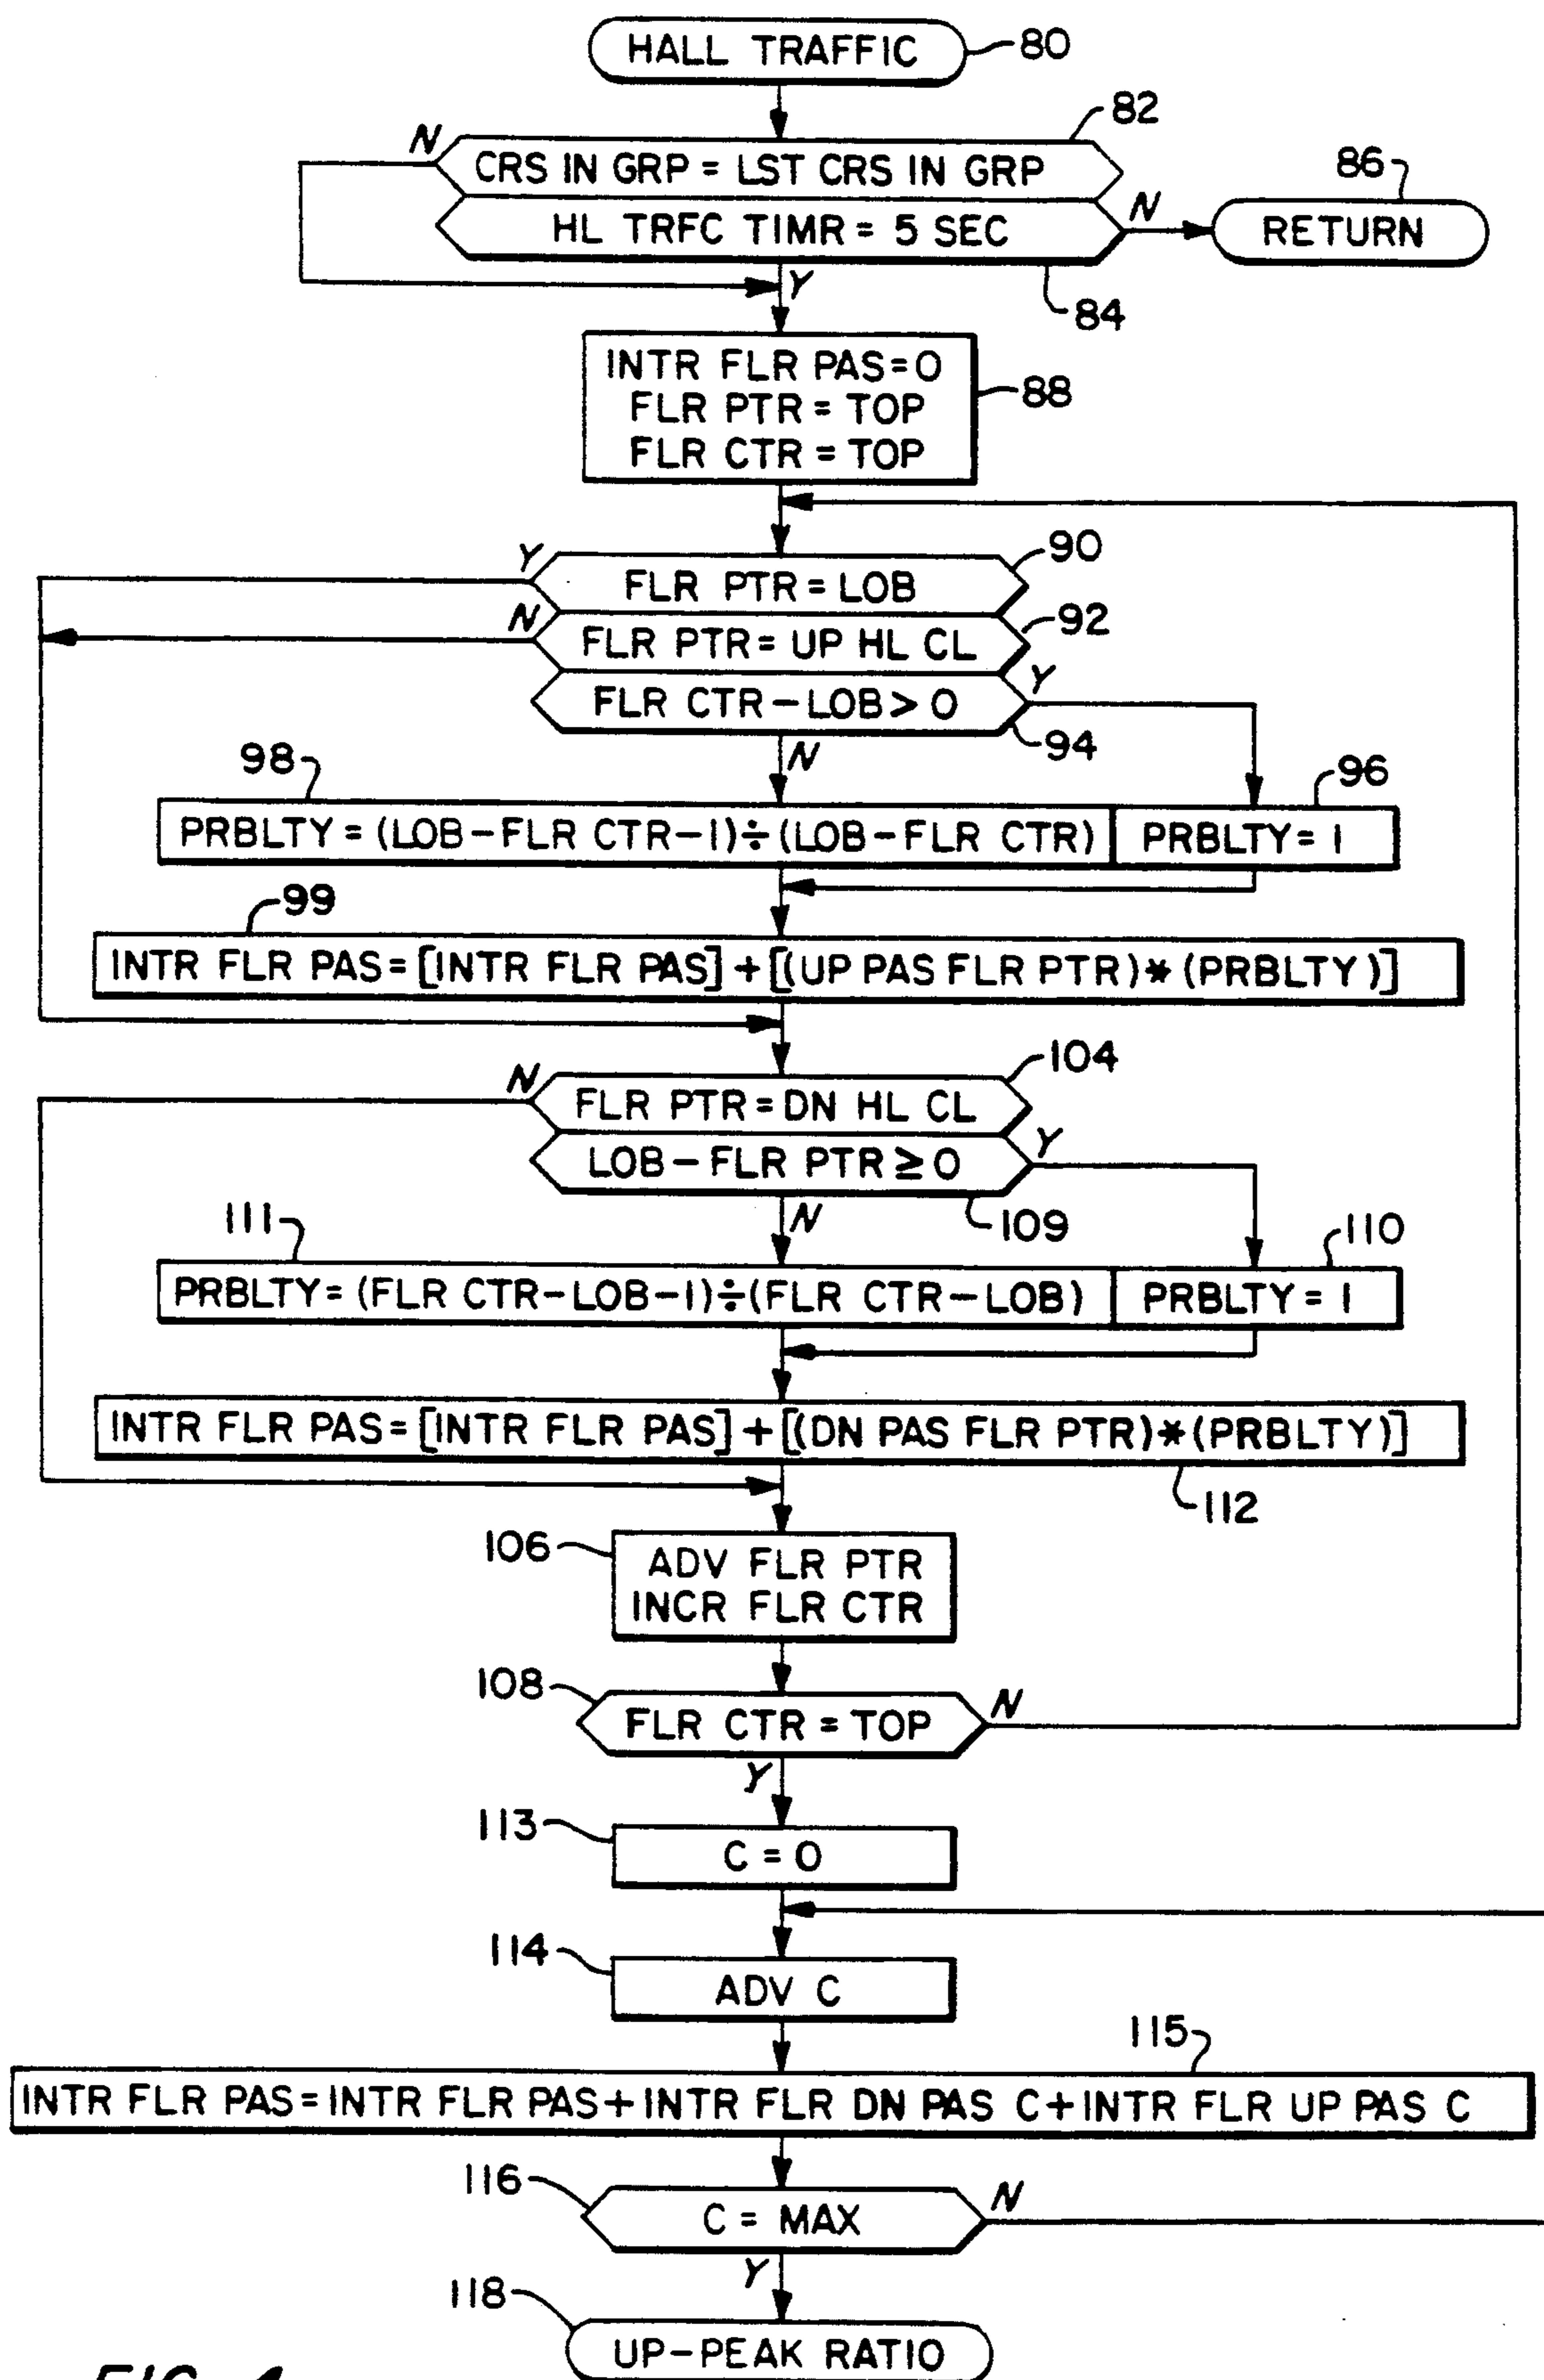 HALL TRAFFIC
80
82
N
CRS IN GRP = LST CRS IN GRP
86
HL TRFC TIMR = 5 SEC
N
RETURN
Y
84
INTR FLR PAS=0
FLR PTR = TOP
FLR CTR = TOP
88
90
Y
FLR PTR = LOB
92
N
FLR PTR = UP HL CL
Y
FLR CTR-LOB > 0
94
N
98
96
PRBLTY = (LOB-FLR CTR-1)÷(LOB-FLR CTR)
PRBLTY = 1
99
INTR FLR PAS=[INTR FLR PAS]+[(UP PAS FLR PTR)*(PRBLTY)]
104
N
FLR PTR = DN HL CL
Y
LOB-FLR PTR ≥ 0
109
N
111
110
PRBLTY = (FLR CTR-LOB-1)÷(FLR CTR-LOB)
PRBLTY = 1
INTR FLR PAS=[INTR FLR PAS]+[(DN PAS FLR PTR)*(PRBLTY)]
112
106
ADV FLR PTR
INCR FLR CTR
108
FLR CTR = TOP
N
Y
113
C = 0
114
ADV C
115
INTR FLR PAS=INTR FLR PAS+INTR FLR DN PAS C+INTR FLR UP PAS C
116
C = MAX
N
Y
118
UP-PEAK RATIO